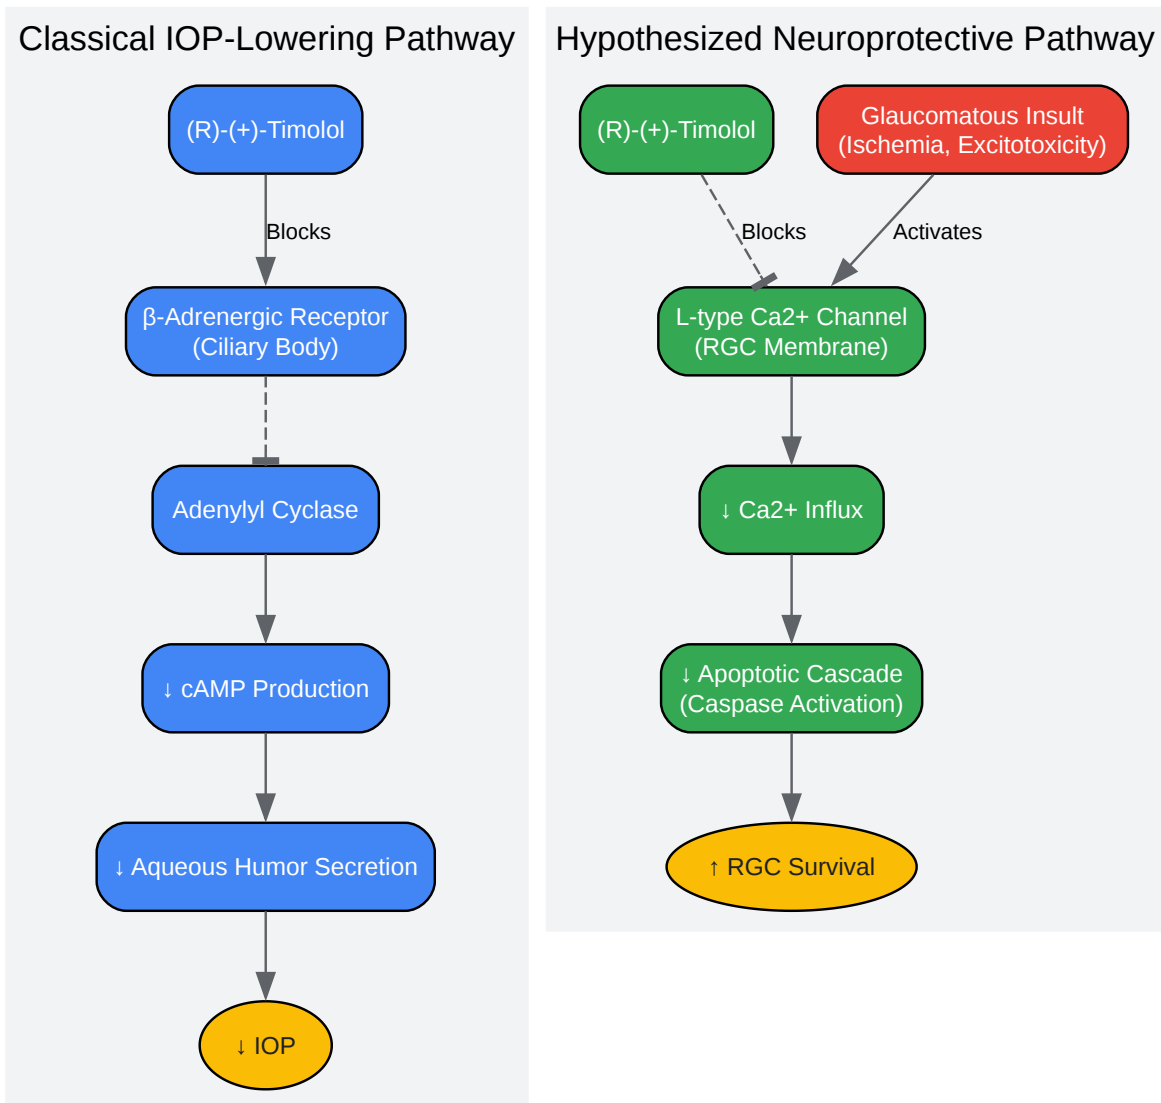 Classical IOP-Lowering Pathway
(R)-(+)-Timolol
Blocks
β-Adrenergic Receptor
(Ciliary Body)
Adenylyl Cyclase
↓ cAMP Production
↓ Aqueous Humor Secretion
↓ IOP
Hypothesized Neuroprotective Pathway
(R)-(+)-Timolol
Glaucomatous Insult
(Ischemia, Excitotoxicity)
Blocks
Activates
L-type Ca2+ Channel
(RGC Membrane)
↓ Ca2+ Influx
↓ Apoptotic Cascade
(Caspase Activation)
↑ RGC Survival